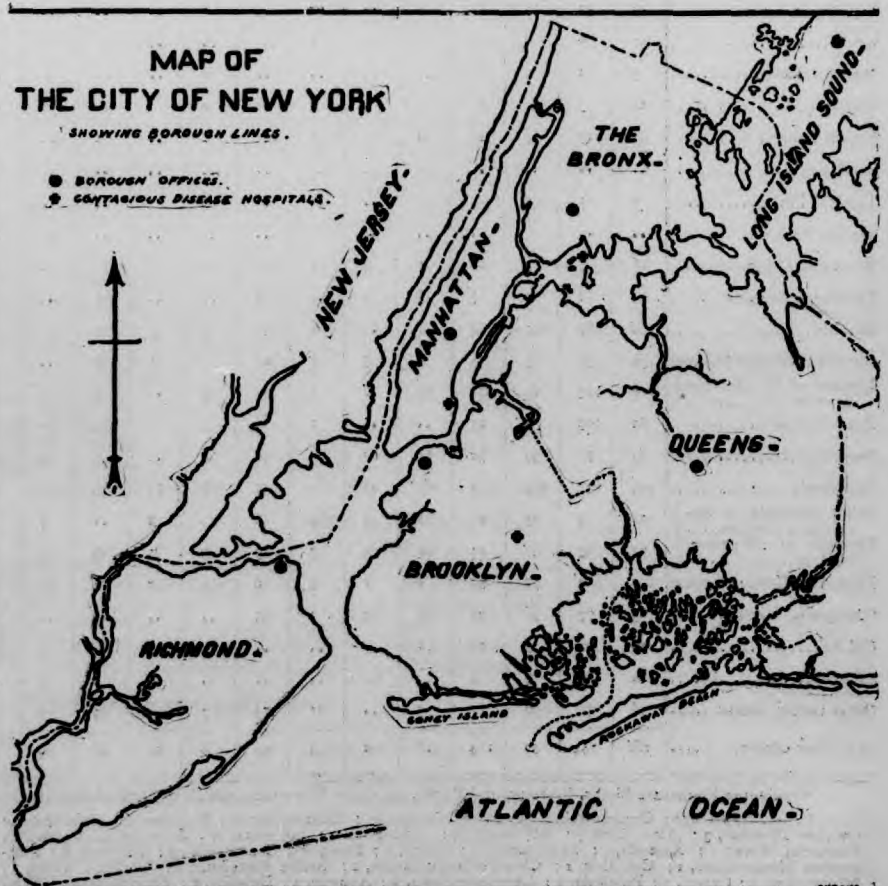 MAP OF
THE CITY OF NEW YORK
SHOWING BOROUGH LINES.
BOROUGH OFFICES.
CONTAGIOUS DISEASE HOSPITALS.
THE
BRONX.
LONG ISLAND SOUND.
NEW JERSEY.
MANHATTAN.
QUEENS.
BROOKLYN.
RICHMOND.
CONEY ISLAND
ROCKAWAY BEACH
ATLANTIC OCEAN.